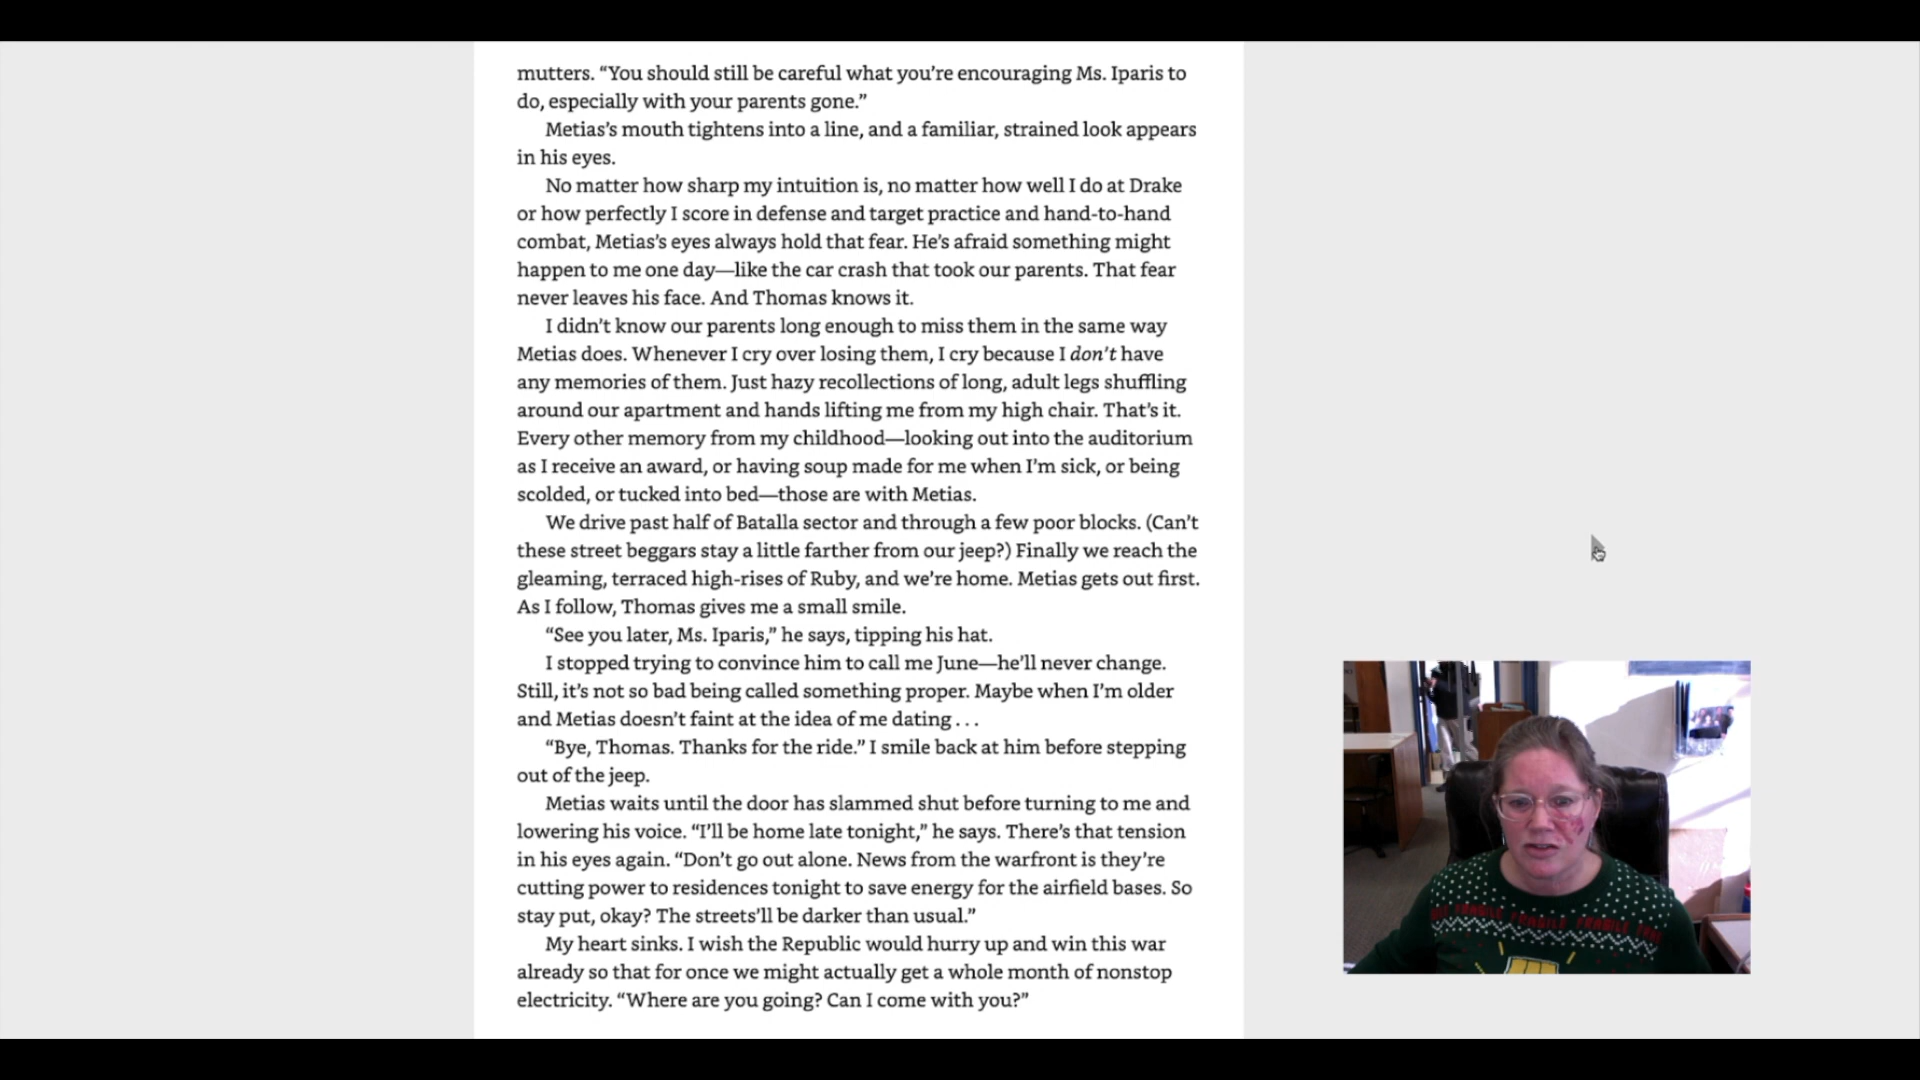 mutters. “You should still be careful what you’re encouraging Ms. Iparis to
do, especially with your parents gone.”
Metias’s mouth tightens into a line, and a familiar, strained look appears
in his eyes.
No matter how sharp my intuition is, no matter how well I do at Drake
or how perfectly I score in defense and target practice and hand-to-hand
combat, Metias’s eyes always hold that fear. He’s afraid something might
happen to me one day—like the car crash that took our parents. That fear
never leaves his face. And Thomas knows it.
I didn’t know our parents long enough to miss them in the same way
Metias does. Whenever I cry over losing them, I cry because I don’t have
any memories of them. Just hazy recollections of long, adult legs shuffling
around our apartment and hands lifting me from my high chair. That’s it.
Every other memory from my childhood—looking out into the auditorium
as I receive an award, or having soup made for me when I’m sick, or being
scolded, or tucked into bed—those are with Metias.
We drive past half of Batalla sector and through a few poor blocks. (Can’t
these street beggars stay a little farther from our jeep?) Finally we reach the
gleaming, terraced high-rises of Ruby, and we’re home. Metias gets out first.
As I follow, Thomas gives me a small smile.
“See you later, Ms. Iparis,” he says, tipping his hat.
I stopped trying to convince him to call me June—he’ll never change.
Still, it’s not so bad being called something proper. Maybe when I’m older
and Metias doesn’t faint at the idea of me dating . . .
“Bye, Thomas. Thanks for the ride.” I smile back at him before stepping
out of the jeep.
Metias waits until the door has slammed shut before turning to me and
lowering his voice. “I’ll be home late tonight,” he says. There’s that tension
in his eyes again. “Don’t go out alone. News from the warfront is they’re
cutting power to residences tonight to save energy for the airfield bases. So
stay put, okay? The streets’ll be darker than usual.”
My heart sinks. I wish the Republic would hurry up and win this war
already so that for once we might actually get a whole month of nonstop
electricity. “Where are you going? Can I come with you?”
FRAGILE FRAGILE FRAGILE